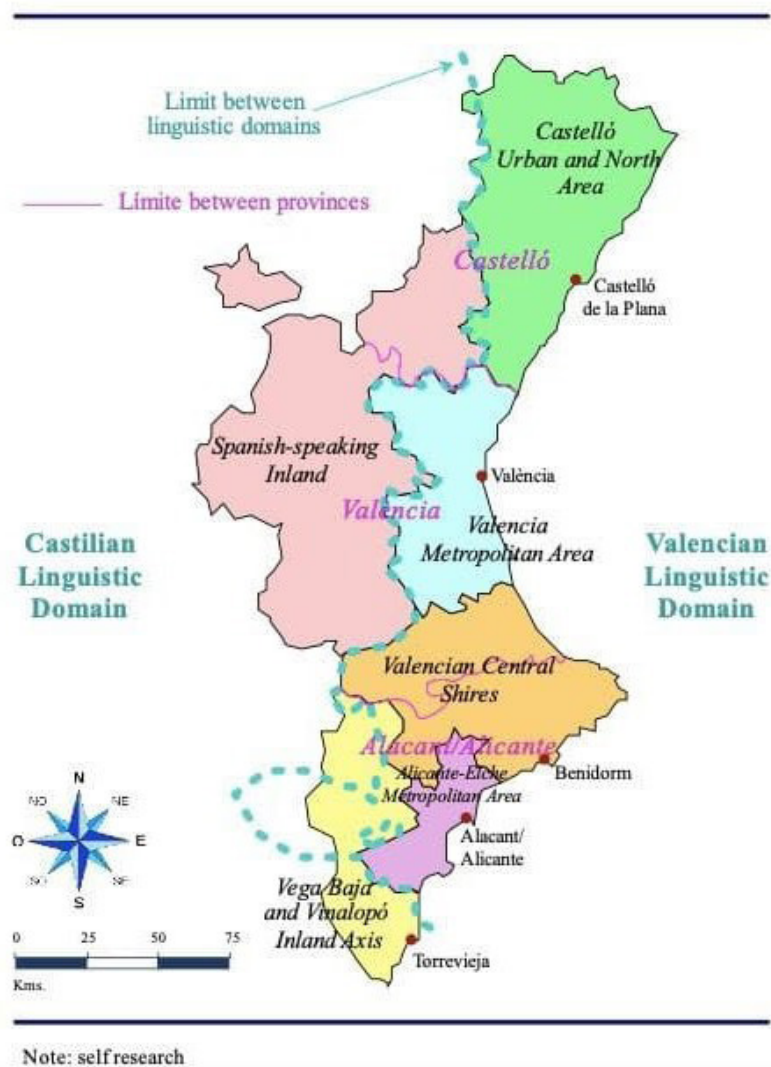 Limit between
linguistic domains
Castelló
Urban and North
Area
Límite between provinces
Castelló
Castelló
de la Plana
Spanish-speaking
Inland
València
Valencia
Valencia
Metropolitan Area
Castilian
Linguistic
Domain
Valencian
Linguistic
Domain
Valencian Central
Shires
Alacant/Alicante
Alicante-Elche
Metropolitan Area
Benidorm
Alacant/
Alicante
N
NO
NE
O
E
SO
SE
S
Vega Baja
and Vinalopó
Inland Axis
Torrevieja
0 25 50 75
Kms.
Note: self research